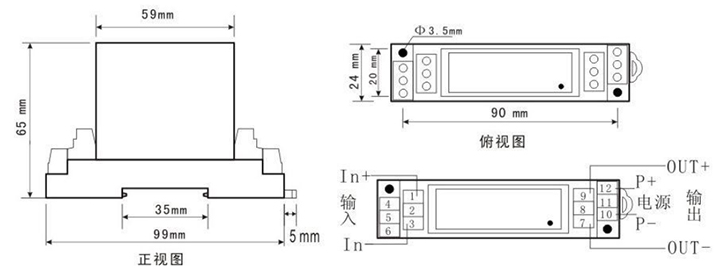 59mm
65 mm
35mm
99mm
5mm
正视图
Φ3.5mm
24 mm
20 mm
90 mm
俯视图
In+
输入
In-
4
5
6
1
2
3
9
8
7
12
11
10
OUT+
P+
电源
P-
输出
OUT-